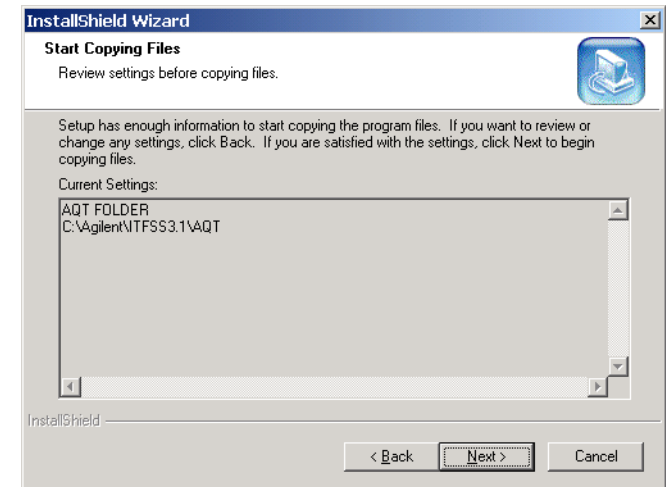 InstallShield Wizard
Start Copying Files
Review settings before copying files.
Setup has enough information to start copying the program files. If you want to review or
change any settings, click Back. If you are satisfied with the settings, click Next to begin
copying files.
Current Settings:
AQT FOLDER
C:\Agilent\ITFSS3.1\AQT
InstallShield
< Back Next > Cancel